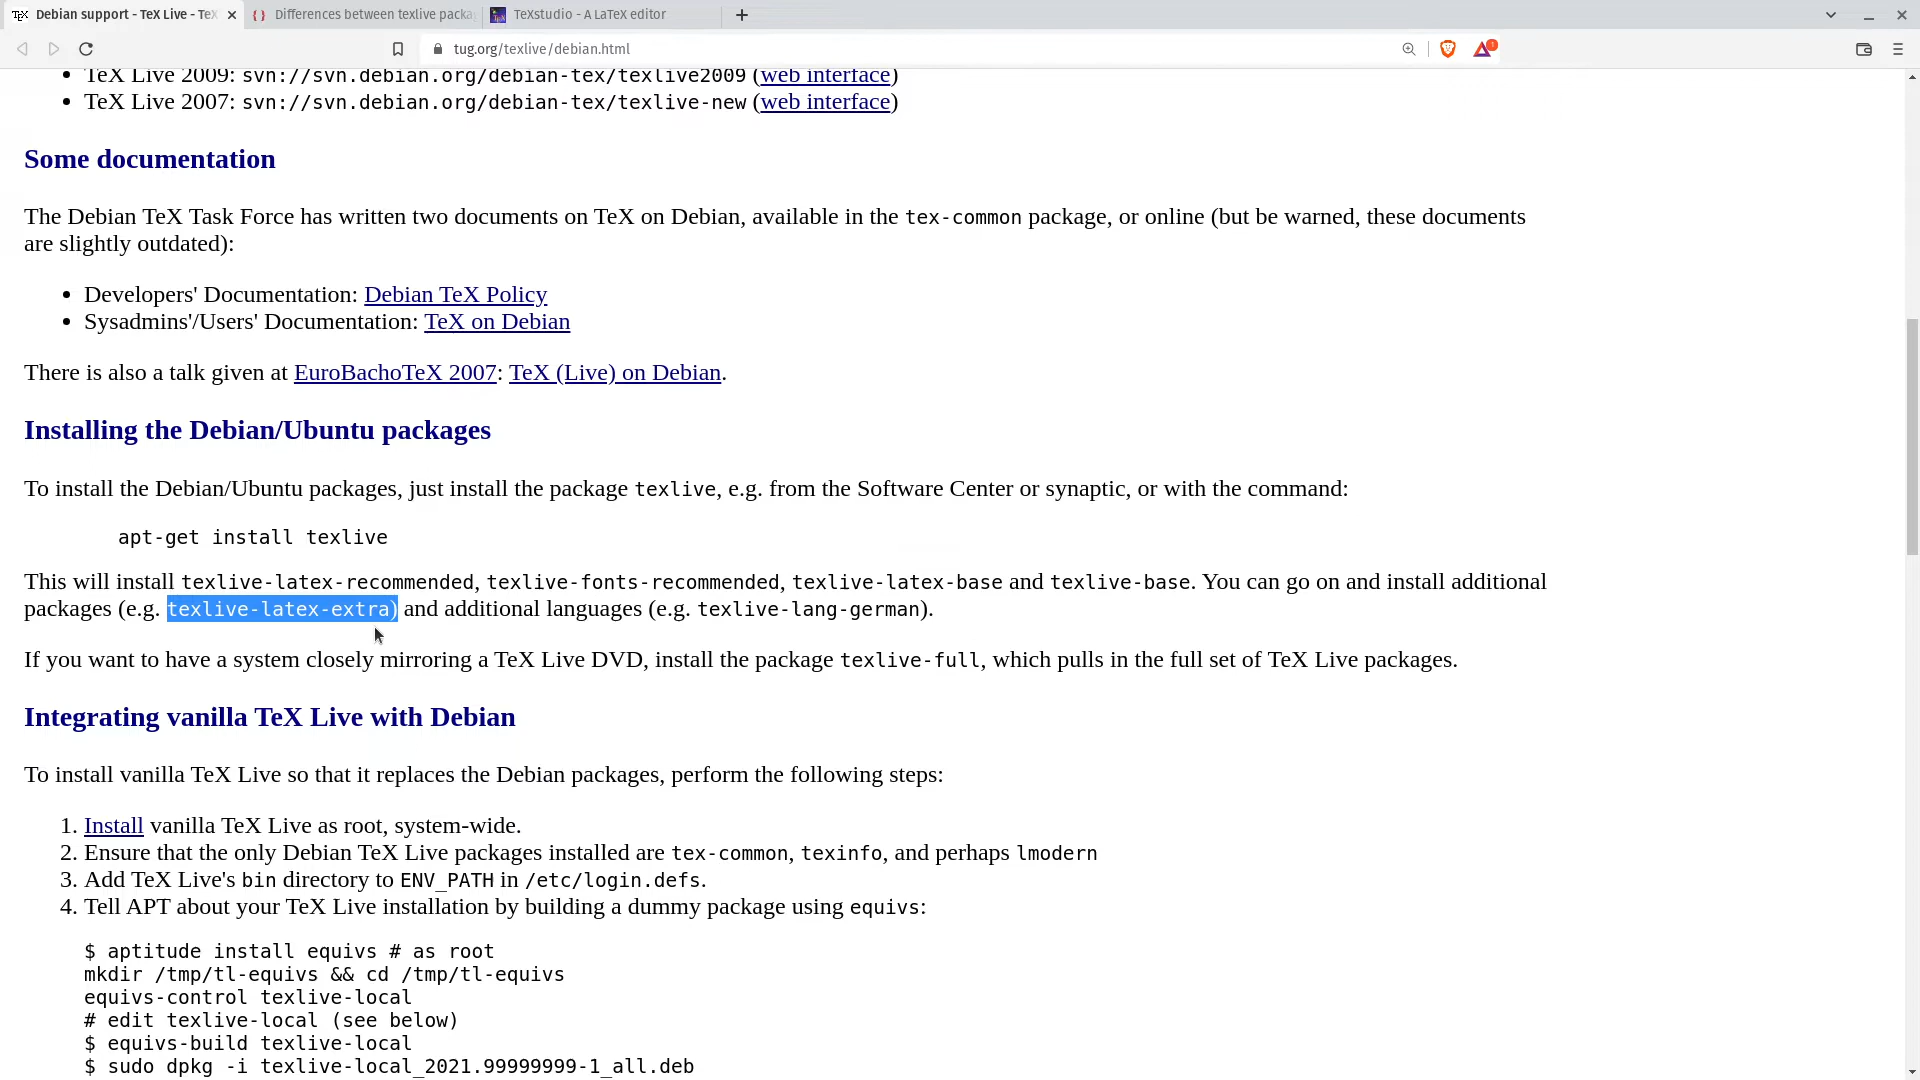 Debian support - TeX Live - TeX
Differences between texlive packa
TeXstudio - A LaTeX editor
tug.org/texlive/debian.html
1
• TeX Live 2009: svn://svn.debian.org/debian-tex/texlive2009 (web interface)
• TeX Live 2007: svn://svn.debian.org/debian-tex/texlive-new (web interface)
Some documentation
The Debian TeX Task Force has written two documents on TeX on Debian, available in the tex-common package, or online (but be warned, these documents
are slightly outdated):
• Developers' Documentation: Debian TeX Policy
• Sysadmins'/Users' Documentation: TeX on Debian
There is also a talk given at EuroBachoTeX 2007: TeX (Live) on Debian.
Installing the Debian/Ubuntu packages
To install the Debian/Ubuntu packages, just install the package texlive, e.g. from the Software Center or synaptic, or with the command:
apt-get install texlive
This will install texlive-latex-recommended, texlive-fonts-recommended, texlive-latex-base and texlive-base. You can go on and install additional
packages (e.g. texlive-latex-extra) and additional languages (e.g. texlive-lang-german).
If you want to have a system closely mirroring a TeX Live DVD, install the package texlive-full, which pulls in the full set of TeX Live packages.
Integrating vanilla TeX Live with Debian
To install vanilla TeX Live so that it replaces the Debian packages, perform the following steps:
1. Install vanilla TeX Live as root, system-wide.
2. Ensure that the only Debian TeX Live packages installed are tex-common, texinfo, and perhaps lmodern
3. Add TeX Live's bin directory to ENV_PATH in /etc/login.defs.
4. Tell APT about your TeX Live installation by building a dummy package using equivs:
$ aptitude install equivs # as root
mkdir /tmp/tl-equivs && cd /tmp/tl-equivs
equivs-control texlive-local
# edit texlive-local (see below)
$ equivs-build texlive-local
$ sudo dpkg -i texlive-local_2021.99999999-1_all.deb